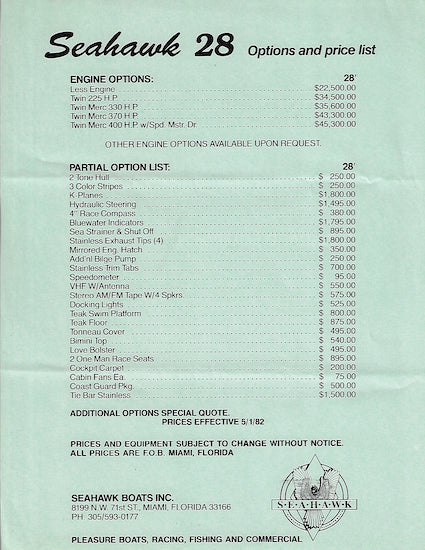 Seahawk 28 Options and price list
ENGINE OPTIONS: 28'
Less Engine $22,500.00
Twin 225 H.P. $34,500.00
Twin Merc 330 H.P. $35,600.00
Twin Merc 370 H.P. $43,300.00
Twin Merc 400 H.P. w/Spd. Mstr. Dr. $45,300.00
OTHER ENGINE OPTIONS AVAILABLE UPON REQUEST.
PARTIAL OPTION LIST: 28'
2 Tone Hull $ 250.00
3 Color Stripes $ 250.00
K-Planes $1,800.00
Hydraulic Steering $1,495.00
4" Race Compass $ 380.00
Bluewater Indicators $1,795.00
Sea Strainer & Shut Off $ 895.00
Stainless Exhaust Tips (4) $1,800.00
Mirrored Eng. Hatch $ 350.00
Add'nl Bilge Pump $ 250.00
Stainless Trim Tabs $ 700.00
Speedometer $ 95.00
VHF W/Antenna $ 550.00
Stereo AM/FM Tape W/4 Spkrs. $ 575.00
Docking Lights $ 525.00
Teak Swim Platform $ 800.00
Teak Floor $ 875.00
Tonneau Cover $ 495.00
Bimini Top $ 540.00
Love Bolster $ 495.00
2 One Man Race Seats $ 895.00
Cockpit Carpet $ 200.00
Cabin Fans Ea. $ 75.00
Coast Guard Pkg. $ 500.00
Tie Bar Stainless $1,500.00
ADDITIONAL OPTIONS SPECIAL QUOTE.
PRICES EFFECTIVE 5/1/82
PRICES AND EQUIPMENT SUBJECT TO CHANGE WITHOUT NOTICE.
ALL PRICES ARE F.O.B. MIAMI, FLORIDA
SEAHAWK BOATS INC.
8199 N.W. 71st ST., MIAMI, FLORIDA 33166
PH: 305/593-0177
S·E·A·H·A·W·K
PLEASURE BOATS, RACING, FISHING AND COMMERCIAL